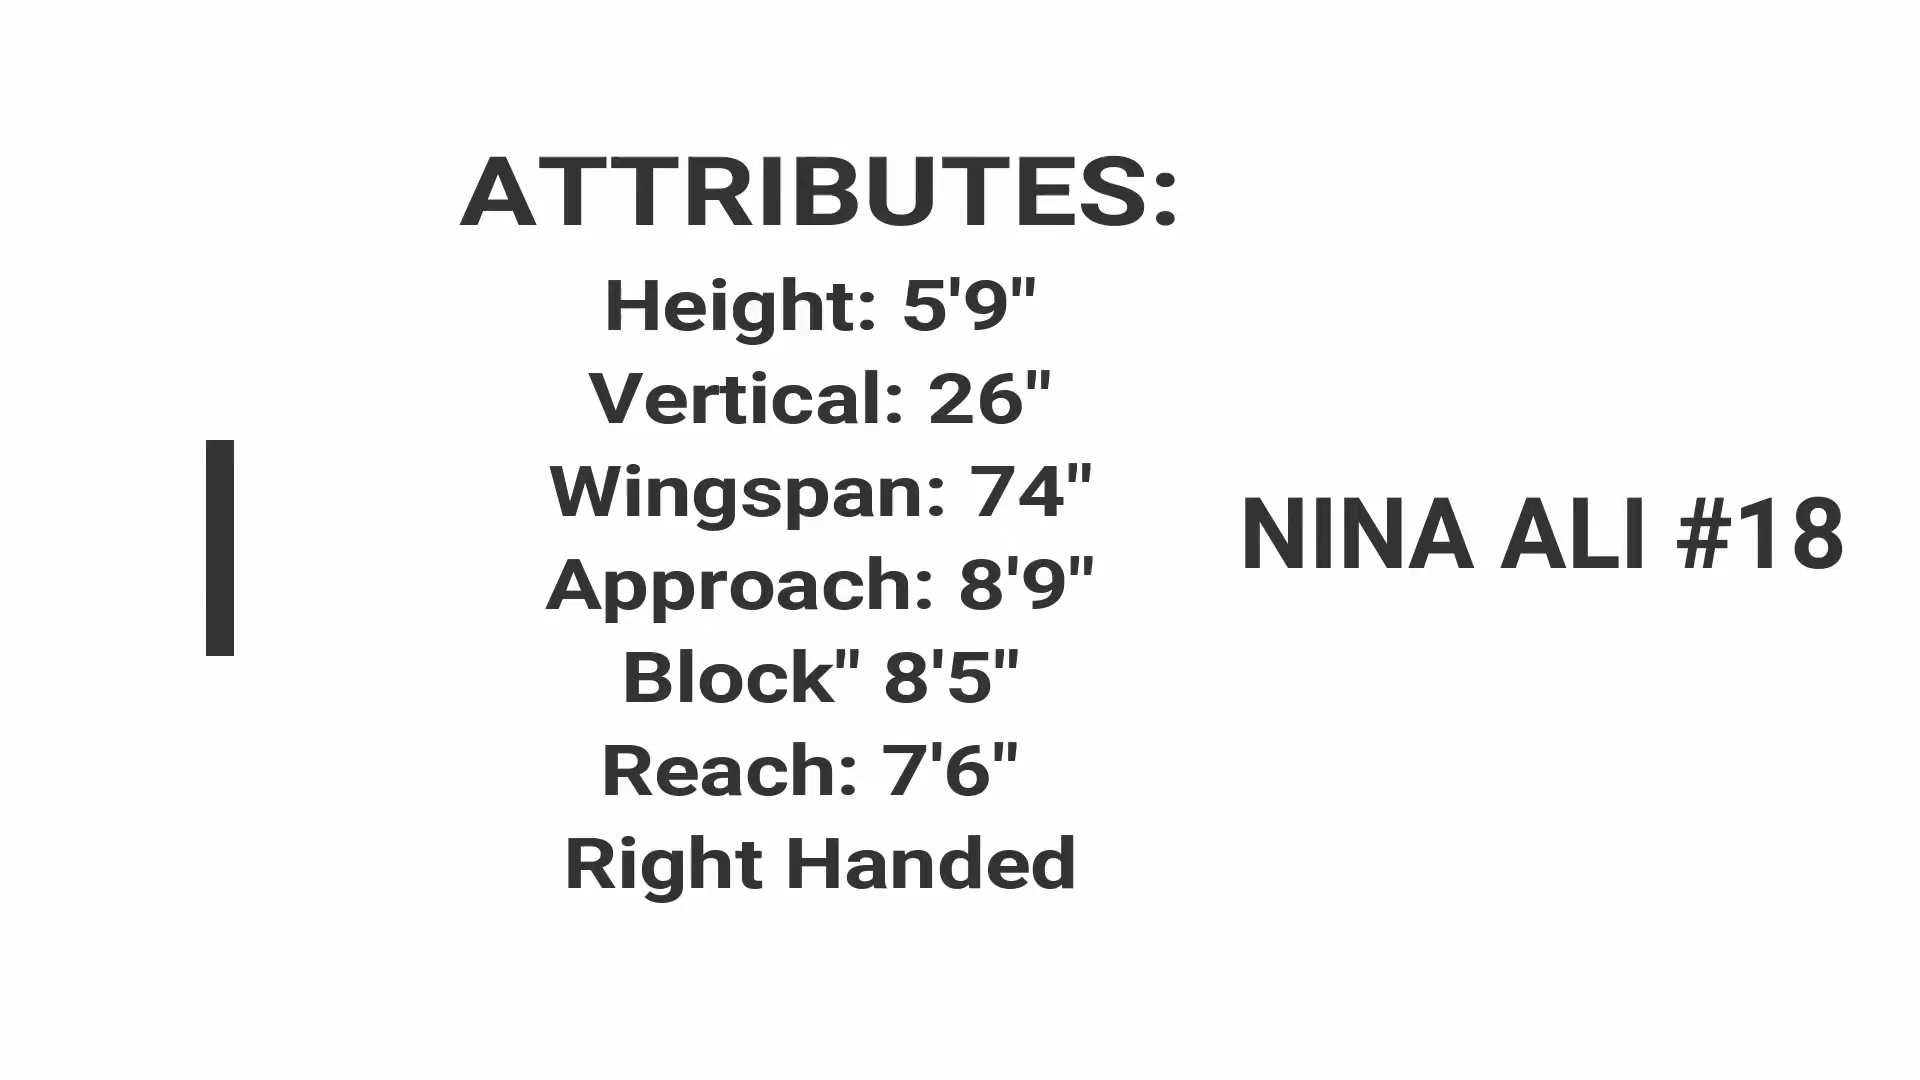 ATTRIBUTES:
Height: 5'9"
Vertical: 26"
Wingspan: 74"
Approach: 8'9"
Block" 8'5"
Reach: 7'6"
Right Handed
NINA ALI #18